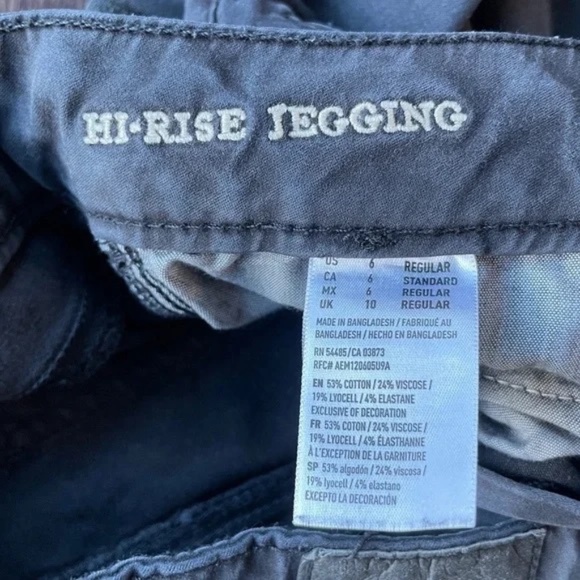 HI-RISE JEGGING
US 6 REGULAR
CA 6 STANDARD
MX 6 REGULAR
UK 10 REGULAR
MADE IN BANGLADESH / FABRIQUÉ AU
BANGLADESH / HECHO EN BANGLADESH
RN 54485/CA 03873
RFC# AEM120605U9A
EN 53% COTTON / 24% VISCOSE /
19% LYOCELL / 4% ELASTANE
EXCLUSIVE OF DECORATION
FR 53% COTON / 24% VISCOSE /
19% LYOCELL / 4% ÉLASTHANNE
À L'EXCEPTION DE LA GARNITURE
SP 53% algodón / 24% viscosa /
19% lyocell / 4% elastano
EXCEPTO LA DECORACIÓN